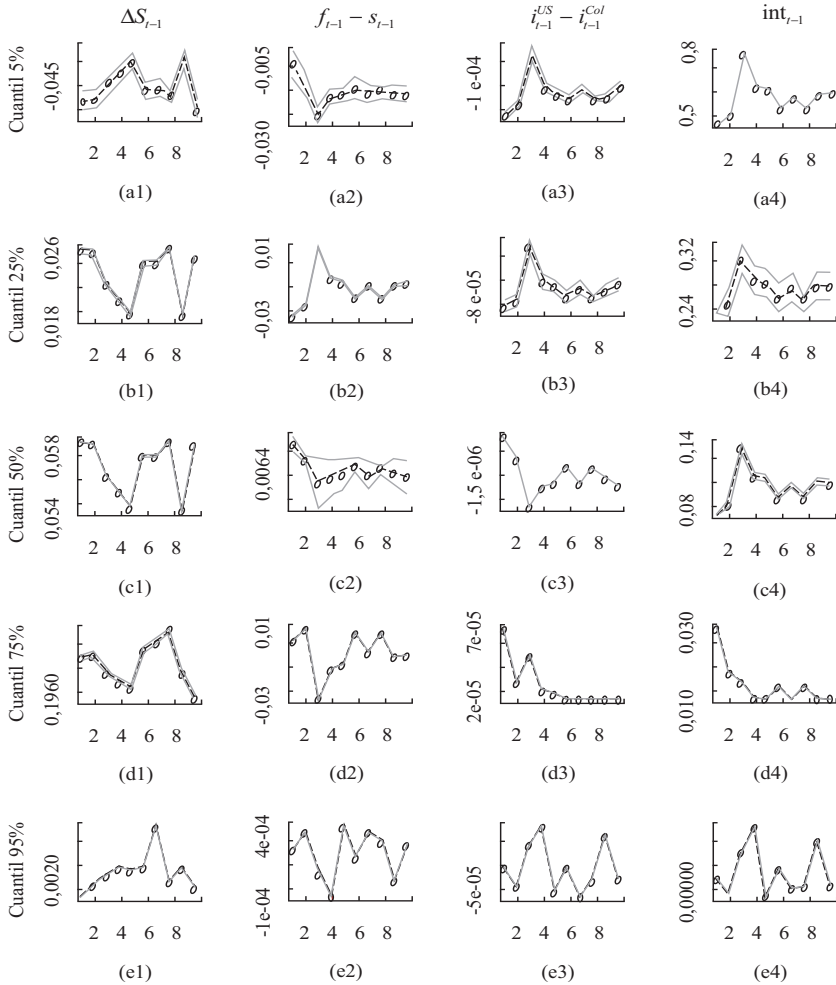 ΔS_{t−1} f_{t−1} − s_{t−1} i^{US}_{t−1} − i^{Col}_{t−1} int_{t−1}
Cuantil 5%
-0,045
-0,005
-0,030
-1 e-04
0,8
0,5
2 4 6 8 2 4 6 8 2 4 6 8 2 4 6 8
(a1) (a2) (a3) (a4)
Cuantil 25%
0,026
0,018
0,01
-0,03
-8 e-05
0,32
0,24
2 4 6 8 2 4 6 8 2 4 6 8 2 4 6 8
(b1) (b2) (b3) (b4)
Cuantil 50%
0,058
0,054
0,0064
-1,5 e-06
0,14
0,08
2 4 6 8 2 4 6 8 2 4 6 8 2 4 6 8
(c1) (c2) (c3) (c4)
Cuantil 75%
0,1960
0,01
-0,03
7e-05
2e-05
0,030
0,010
2 4 6 8 2 4 6 8 2 4 6 8 2 4 6 8
(d1) (d2) (d3) (d4)
Cuantil 95%
0,0020
4e-04
-1e-04
-5e-05
0,00000
2 4 6 8 2 4 6 8 2 4 6 8 2 4 6 8
(e1) (e2) (e3) (e4)